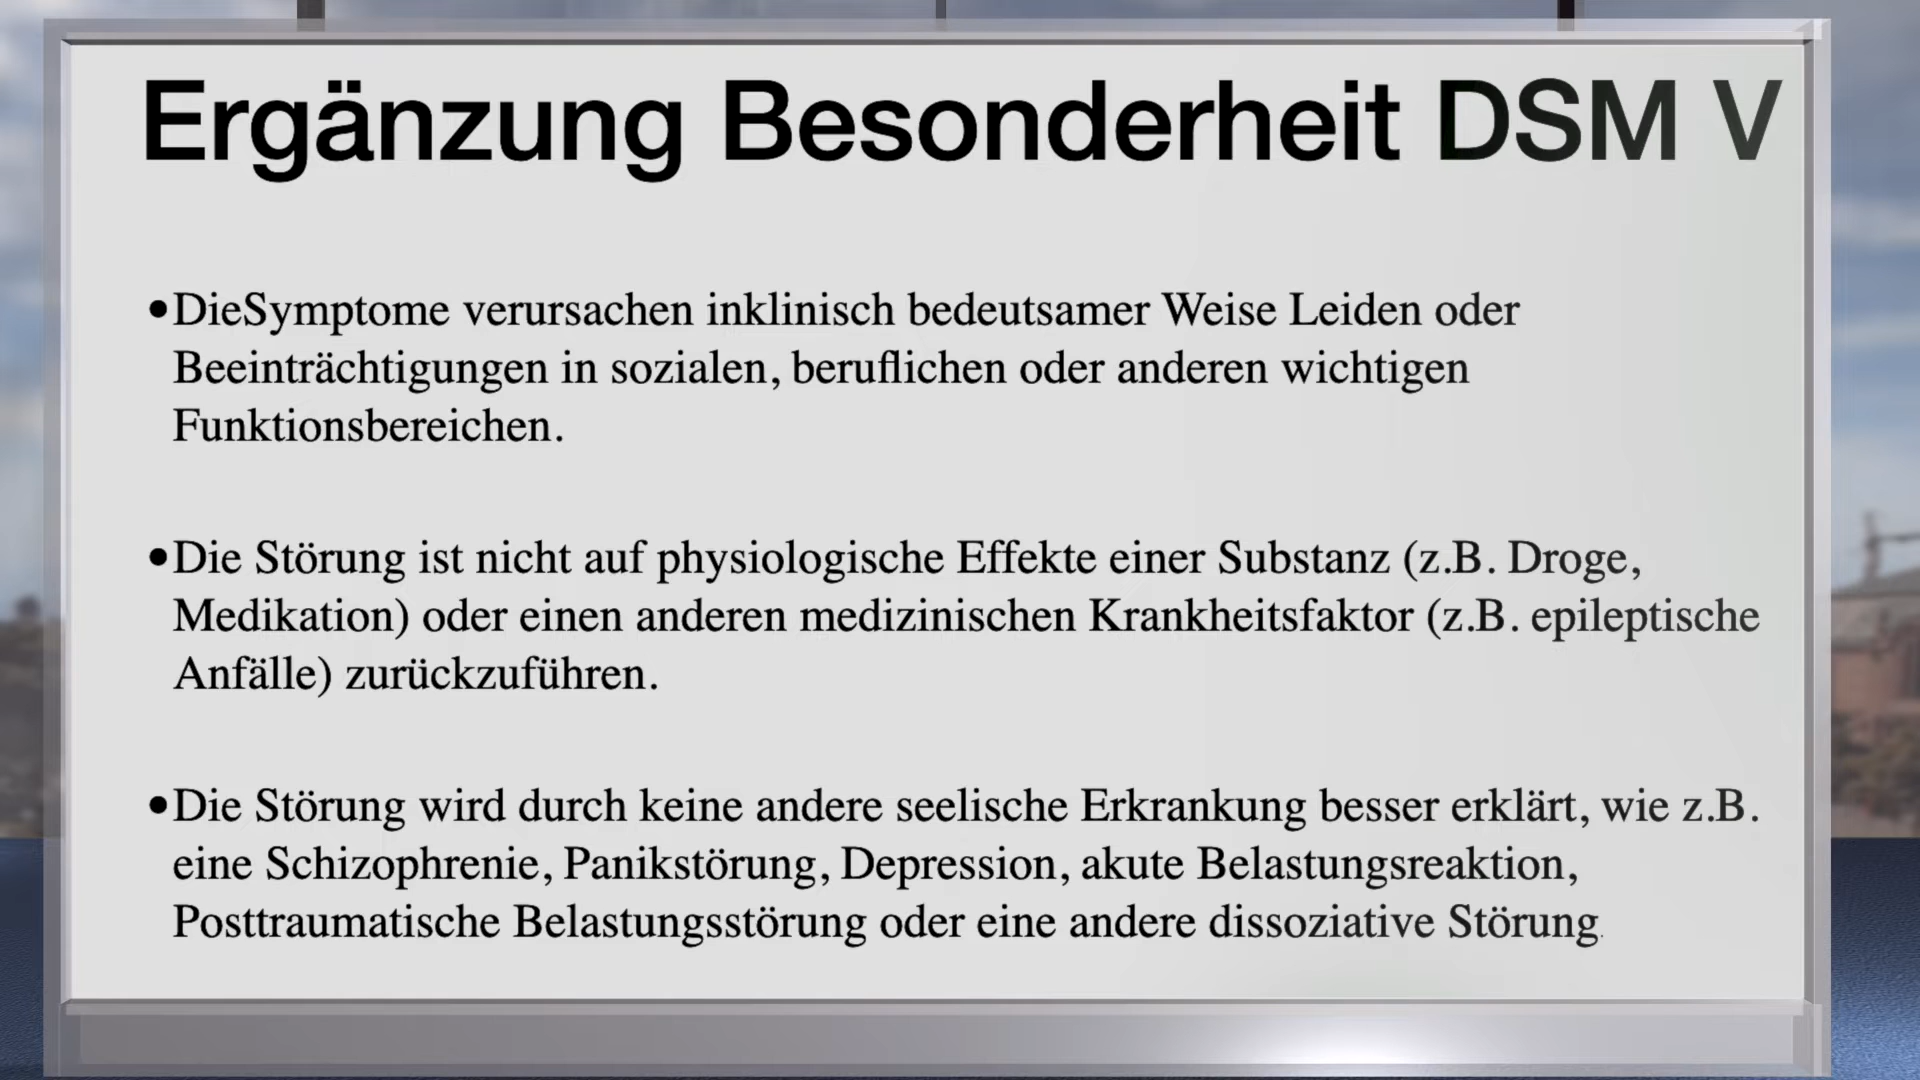 Ergänzung Besonderheit DSM V
•DieSymptome verursachen inklinisch bedeutsamer Weise Leiden oder
Beeinträchtigungen in sozialen, beruflichen oder anderen wichtigen
Funktionsbereichen.
•Die Störung ist nicht auf physiologische Effekte einer Substanz (z.B. Droge,
Medikation) oder einen anderen medizinischen Krankheitsfaktor (z.B. epileptische
Anfälle) zurückzuführen.
•Die Störung wird durch keine andere seelische Erkrankung besser erklärt, wie z.B.
eine Schizophrenie, Panikstörung, Depression, akute Belastungsreaktion,
Posttraumatische Belastungsstörung oder eine andere dissoziative Störung.